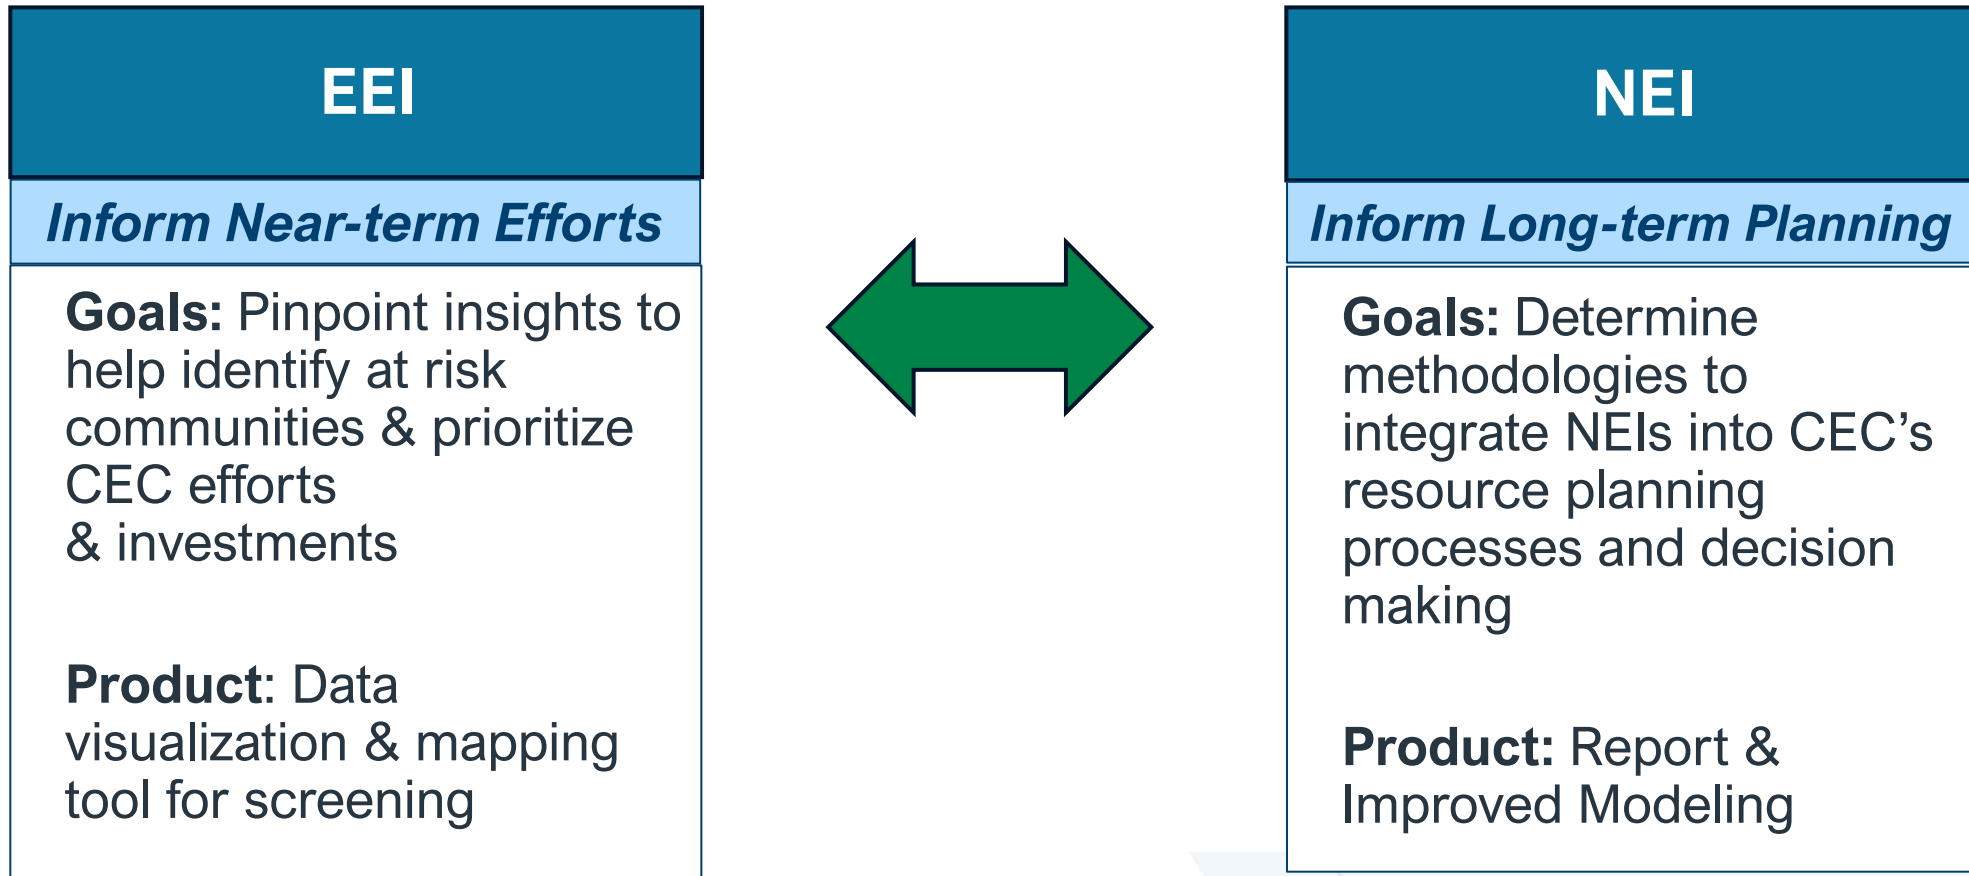 EEI
Inform Near-term Efforts
Goals: Pinpoint insights to
help identify at risk
communities & prioritize
CEC efforts
& investments
Product: Data
visualization & mapping
tool for screening
NEI
Inform Long-term Planning
Goals: Determine
methodologies to
integrate NEIs into CEC’s
resource planning
processes and decision
making
Product: Report &
Improved Modeling